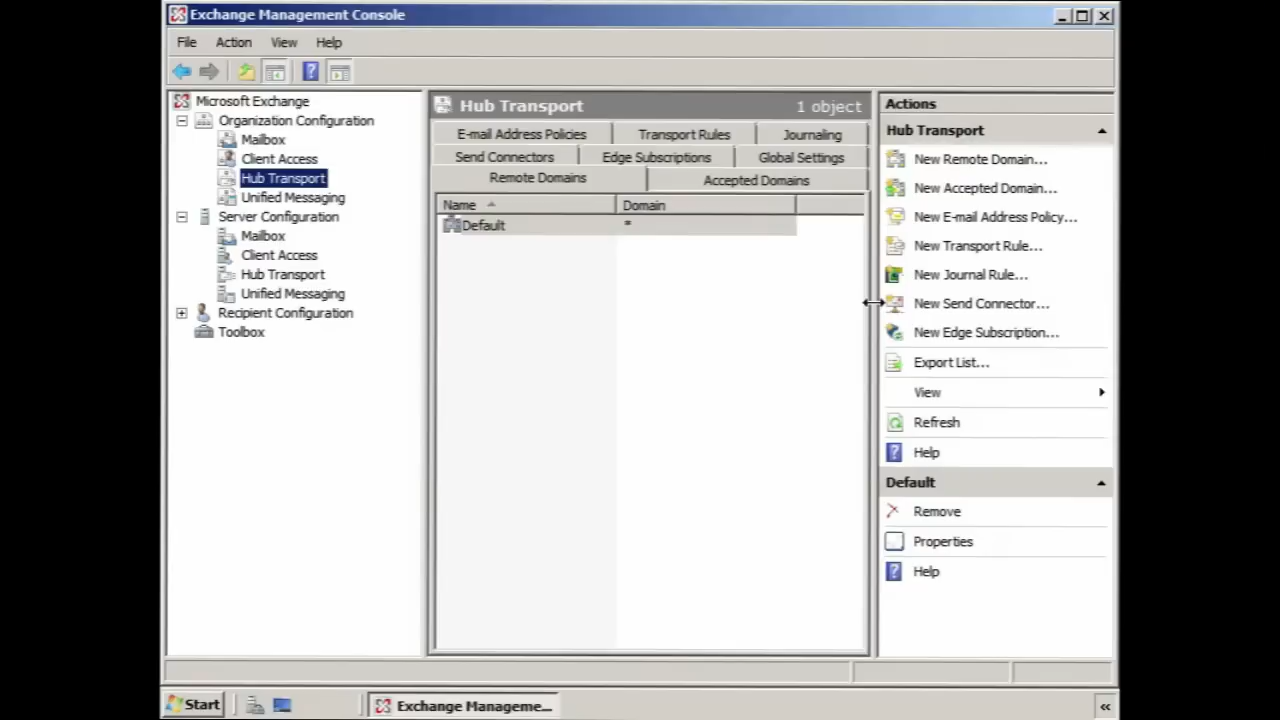 Exchange Management Console
File Action View Help
Microsoft Exchange
Organization Configuration
Mailbox
Client Access
Hub Transport
Unified Messaging
Server Configuration
Mailbox
Client Access
Hub Transport
Unified Messaging
Recipient Configuration
Toolbox
Hub Transport 1 object
E-mail Address Policies Transport Rules Journaling
Send Connectors Edge Subscriptions Global Settings
Remote Domains Accepted Domains
Name Domain
Default *
Actions
Hub Transport
New Remote Domain...
New Accepted Domain...
New E-mail Address Policy...
New Transport Rule...
New Journal Rule...
New Send Connector...
New Edge Subscription...
Export List...
View
Refresh
? Help
Default
Remove
Properties
? Help
Start Exchange Manageme... «